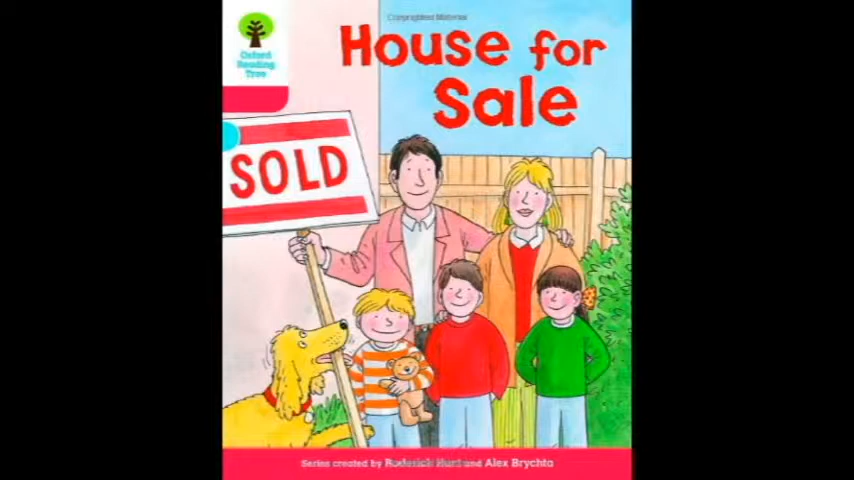 Copyrighted Material
Oxford
Reading
Tree
House for
Sale
SOLD
Series created by Roderick Hunt and Alex Brychta